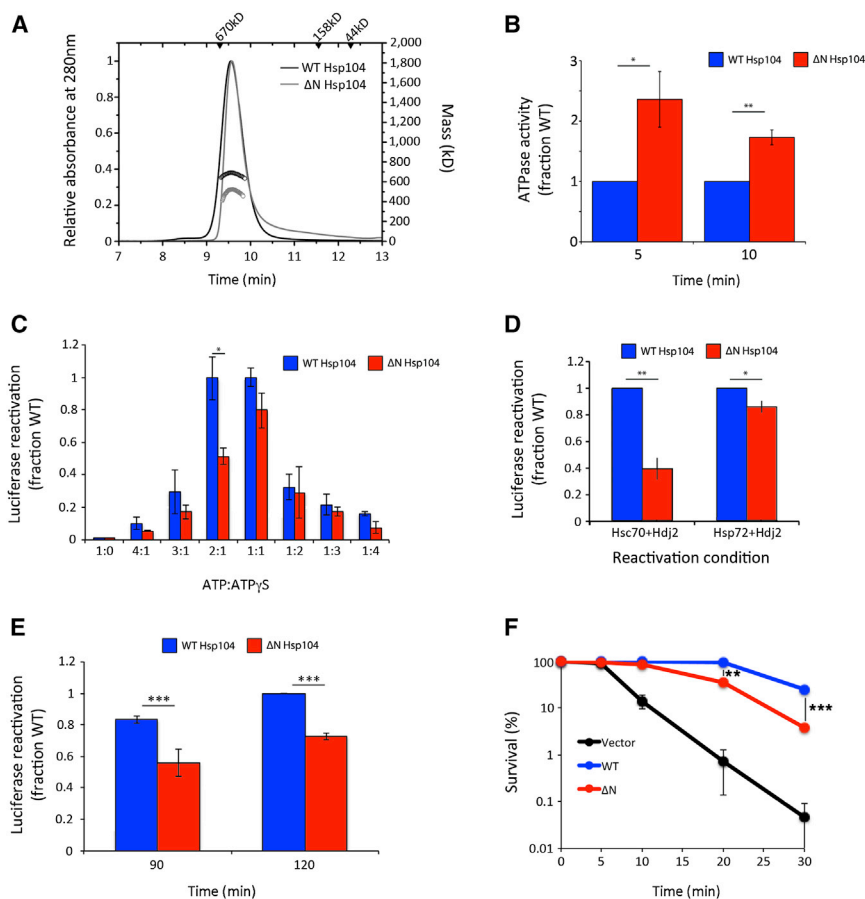 A
670kD
158kD
44kD
WT Hsp104
ΔN Hsp104
Relative absorbance at 280nm
1
0.8
0.6
0.4
0.2
0
2,000
1,800
1,600
1,400
1,200
1,000
800
600
400
200
0
Mass (kD)
7 8 9 10 11 12 13
Time (min)
B
WT Hsp104 ΔN Hsp104
ATPase activity
(fraction WT)
3
2
1
0
*
**
5 10
Time (min)
C
WT Hsp104 ΔN Hsp104
Luciferase reactivation
(fraction WT)
1.2
1
0.8
0.6
0.4
0.2
0
*
1:0 4:1 3:1 2:1 1:1 1:2 1:3 1:4
ATP:ATPγS
D
WT Hsp104 ΔN Hsp104
Luciferase reactivation
(fraction WT)
1.2
1
0.8
0.6
0.4
0.2
0
**
*
Hsc70+Hdj2 Hsp72+Hdj2
Reactivation condition
E
WT Hsp104 ΔN Hsp104
Luciferase reactivation
(fraction WT)
1.2
1
0.8
0.6
0.4
0.2
0
***
***
90 120
Time (min)
F
Survival (%)
100
10
1
0.1
0.01
**
***
Vector
WT
ΔN
0 5 10 15 20 25 30
Time (min)